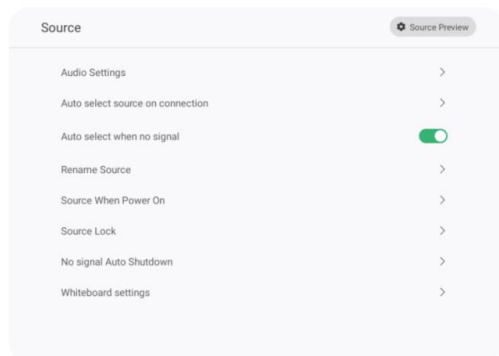 Source
Source Preview
Audio Settings
Auto select source on connection
Auto select when no signal
Rename Source
Source When Power On
Source Lock
No signal Auto Shutdown
Whiteboard settings